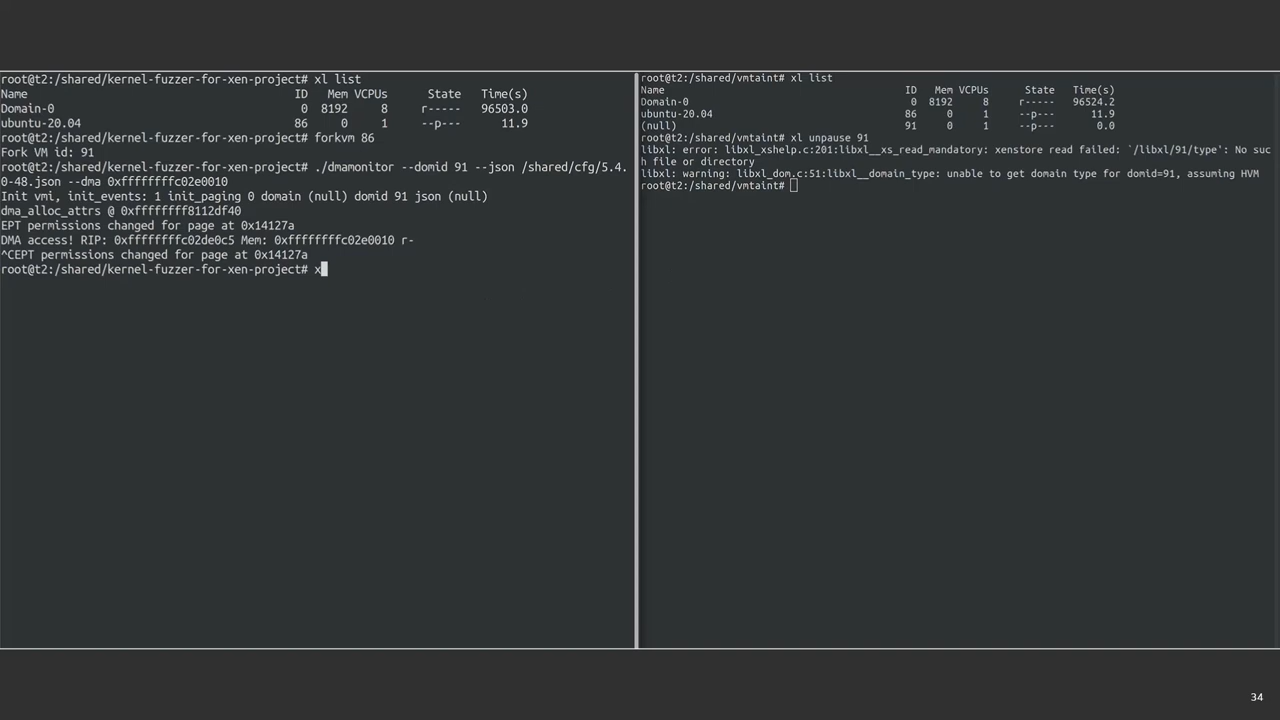 root@t2:/shared/kernel-fuzzer-for-xen-project# xl list
Name ID Mem VCPUs State Time(s)
Domain-0 0 8192 8 r----- 96503.0
ubuntu-20.04 86 0 1 --p--- 11.9
root@t2:/shared/kernel-fuzzer-for-xen-project# forkvm 86
Fork VM id: 91
root@t2:/shared/kernel-fuzzer-for-xen-project# ./dmamonitor --domid 91 --json /shared/cfg/5.4.
0-48.json --dma 0xffffffffc02e0010
Init vmi, init_events: 1 init_paging 0 domain (null) domid 91 json (null)
dma_alloc_attrs @ 0xffffffff8112df40
EPT permissions changed for page at 0x14127a
DMA access! RIP: 0xffffffffc02de0c5 Mem: 0xffffffffc02e0010 r-
^CEPT permissions changed for page at 0x14127a
root@t2:/shared/kernel-fuzzer-for-xen-project# x
root@t2:/shared/vmtaint# xl list
Name ID Mem VCPUs State Time(s)
Domain-0 0 8192 8 r----- 96524.2
ubuntu-20.04 86 0 1 --p--- 11.9
(null) 91 0 1 --p--- 0.0
root@t2:/shared/vmtaint# xl unpause 91
libxl: error: libxl_xshelp.c:201:libxl__xs_read_mandatory: xenstore read failed: `/libxl/91/type': No suc
h file or directory
libxl: warning: libxl_dom.c:51:libxl__domain_type: unable to get domain type for domid=91, assuming HVM
root@t2:/shared/vmtaint#
34